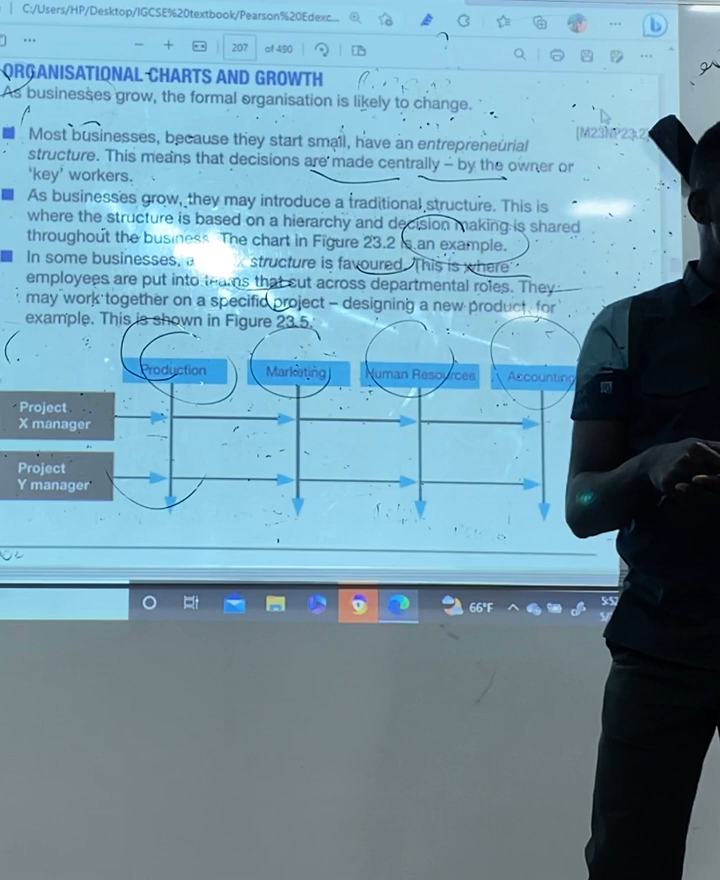 C:/Users/HP/Desktop/IGCSE%20textbook/Pearson%20Edexc...
207 of 490
ORGANISATIONAL CHARTS AND GROWTH
As businesses grow, the formal organisation is likely to change.
[M23NP23.2]
Most businesses, because they start small, have an entrepreneurial
structure. This means that decisions are made centrally – by the owner or
'key' workers.
As businesses grow, they may introduce a traditional structure. This is
where the structure is based on a hierarchy and decision making is shared
throughout the business. The chart in Figure 23.2 is an example.
In some businesses, a structure is favoured. This is where
employees are put into teams that cut across departmental roles. They
may work together on a specific project – designing a new product, for
example. This is shown in Figure 23.5.
Production Marketing Human Resources Accounting
Project
X manager
Project
Y manager
66°F